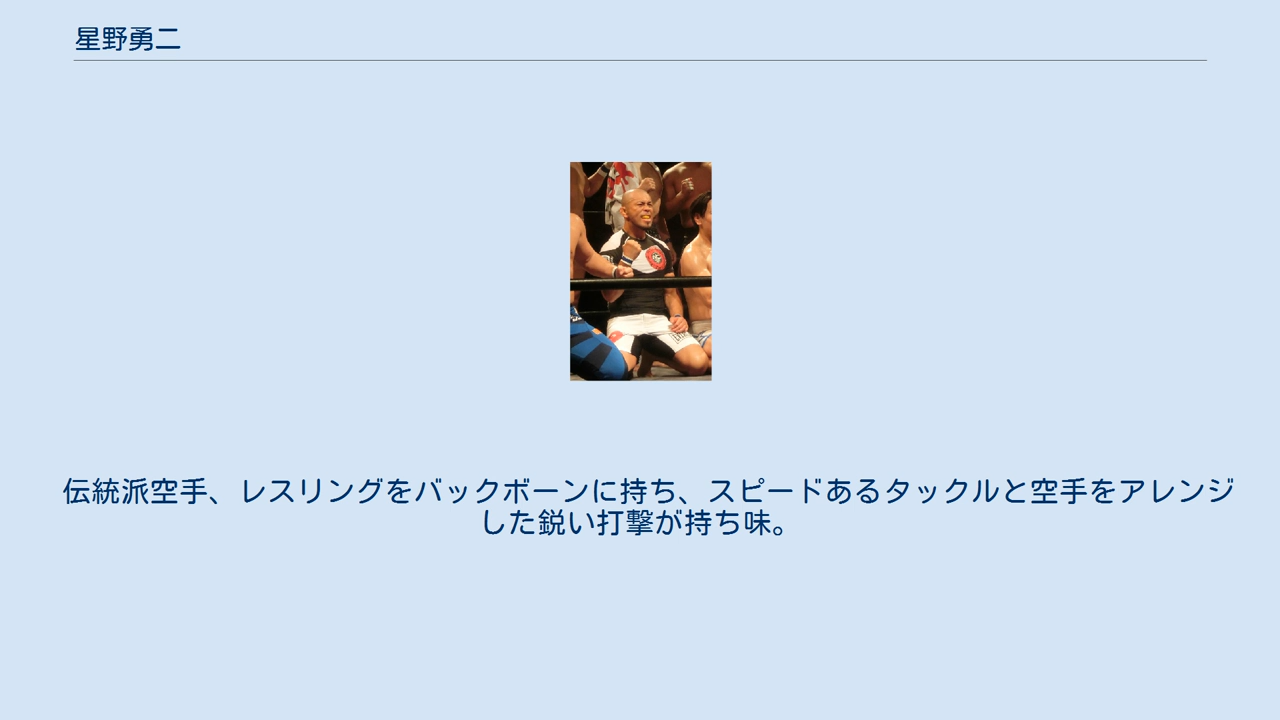 星野勇二
伝統派空手、レスリングをバックボーンに持ち、スピードあるタックルと空手をアレンジ
した鋭い打撃が持ち味。